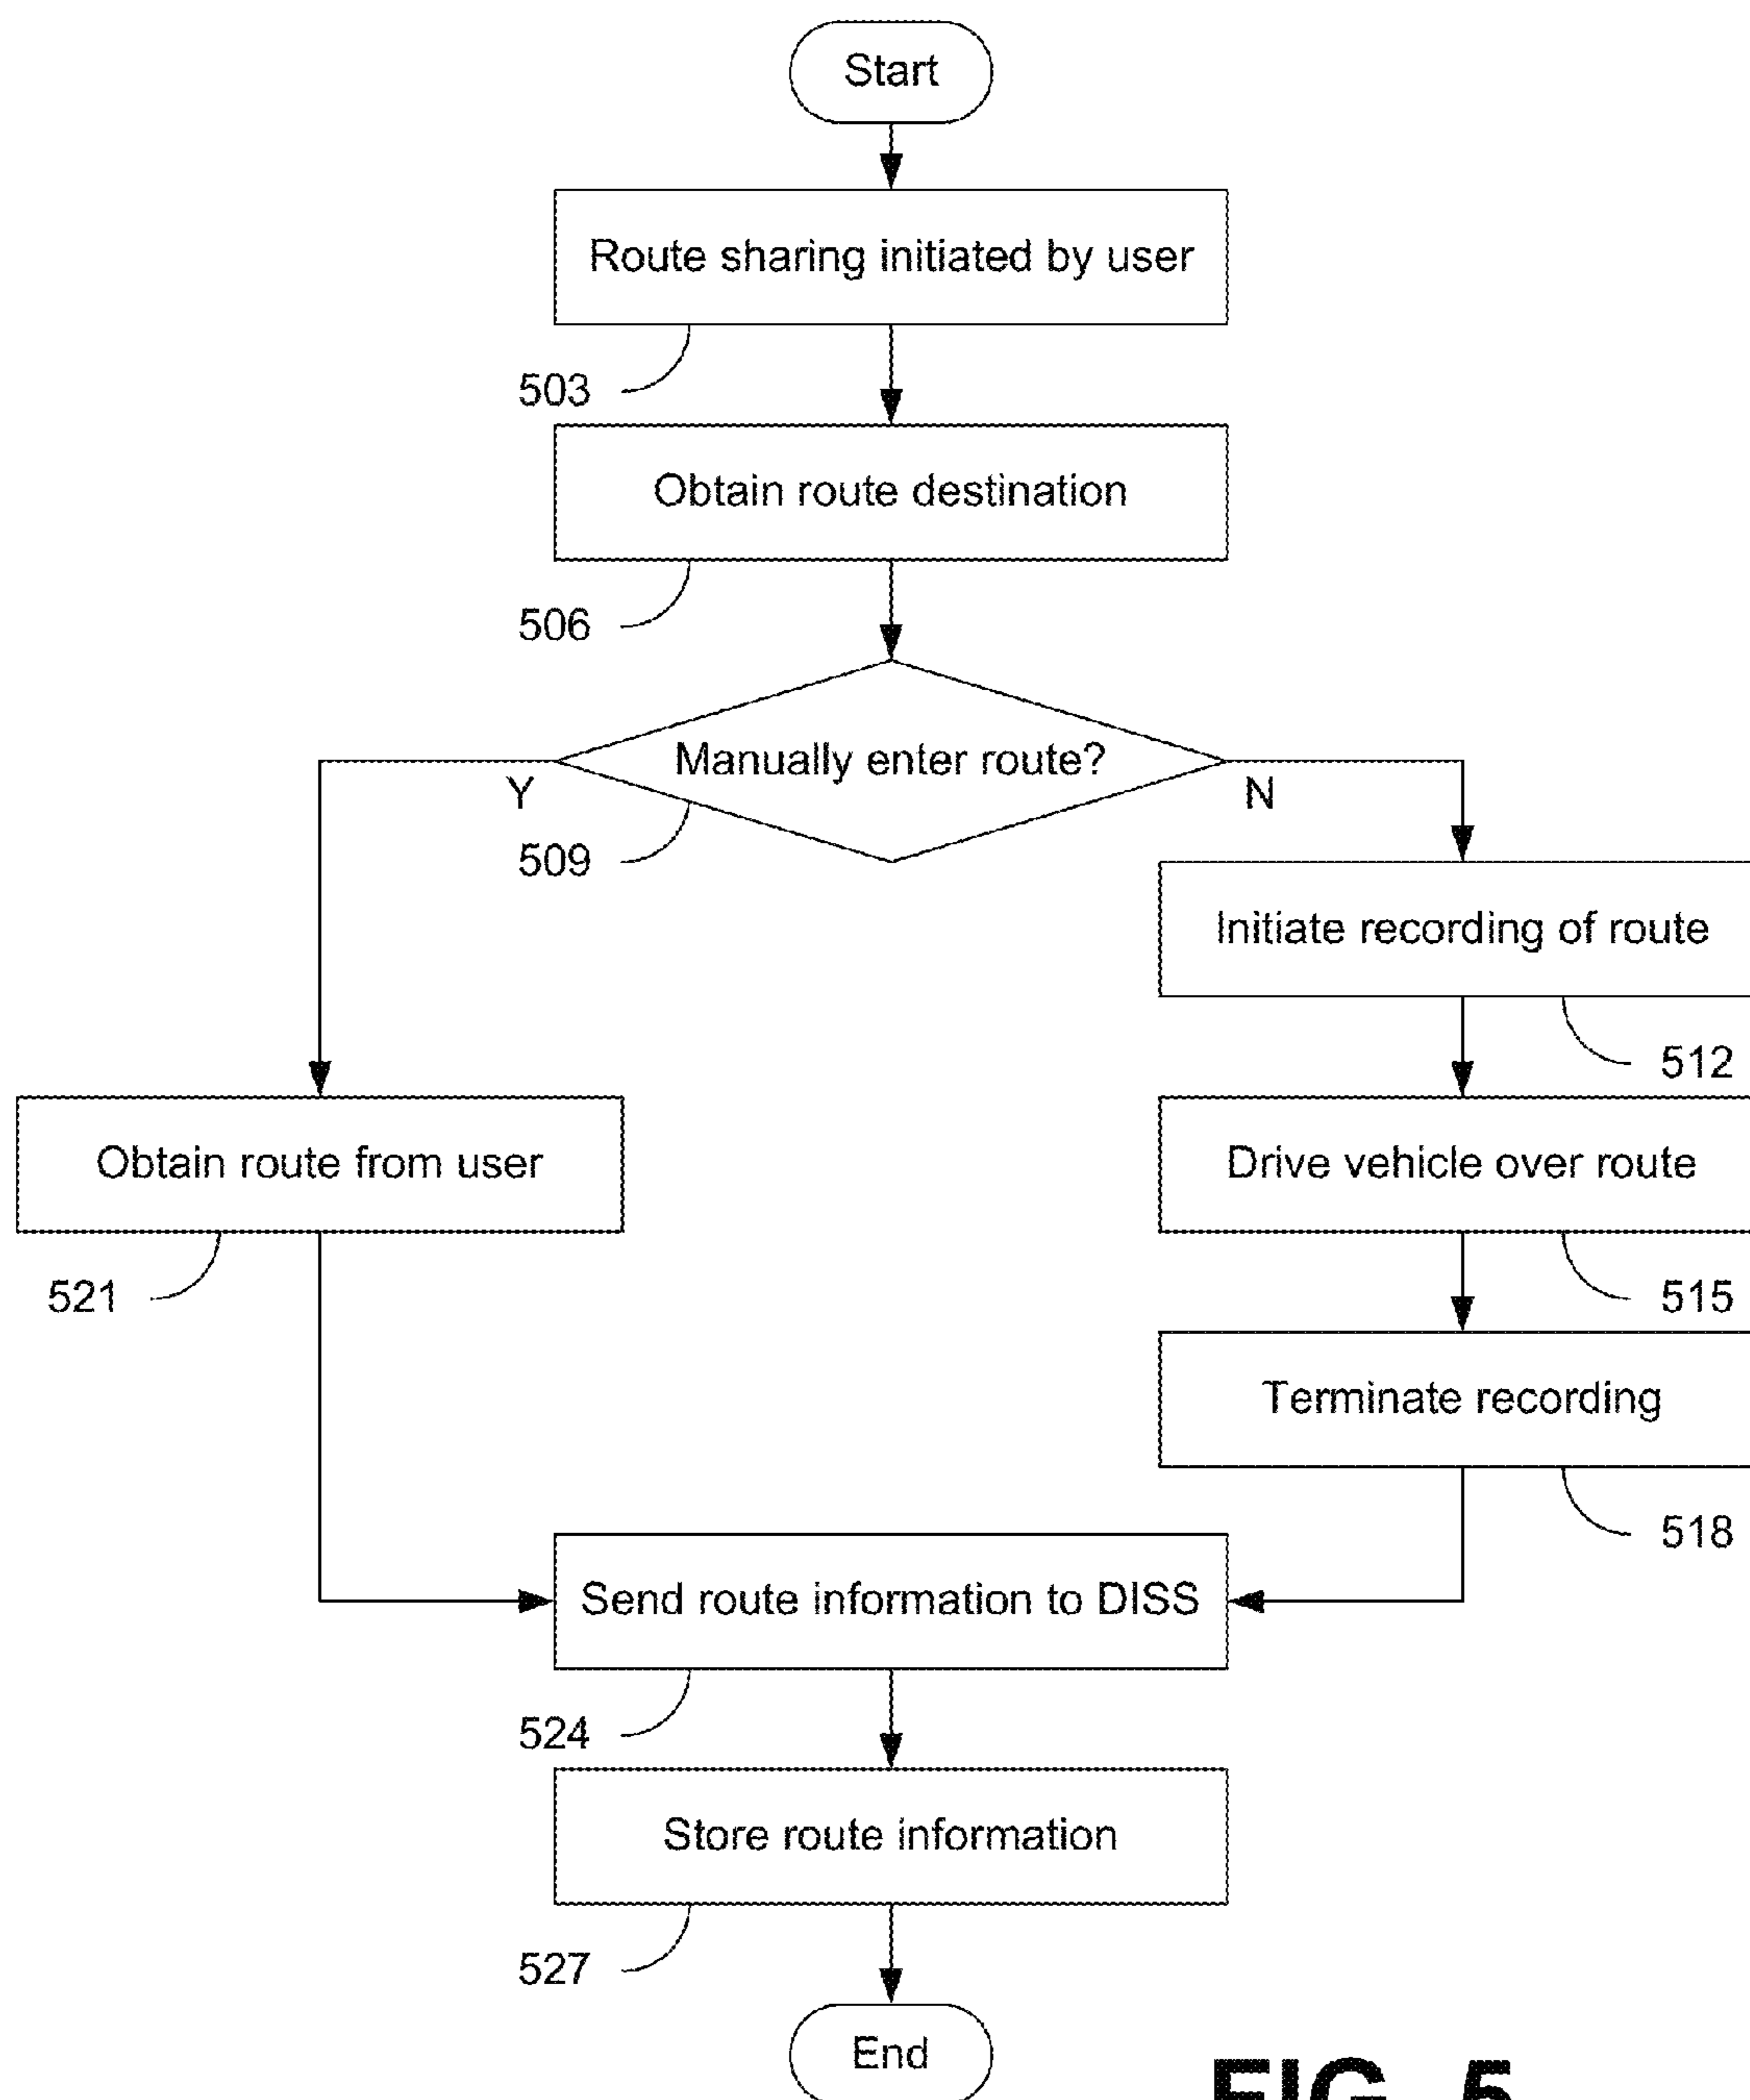 Start
Route sharing initiated by user
503
Obtain route destination
506
Manually enter route?
Y
N
509
Initiate recording of route
512
Obtain route from user
Drive vehicle over route
521
515
Terminate recording
518
Send route information to DISS
524
Store route information
527
End
FIG. 5